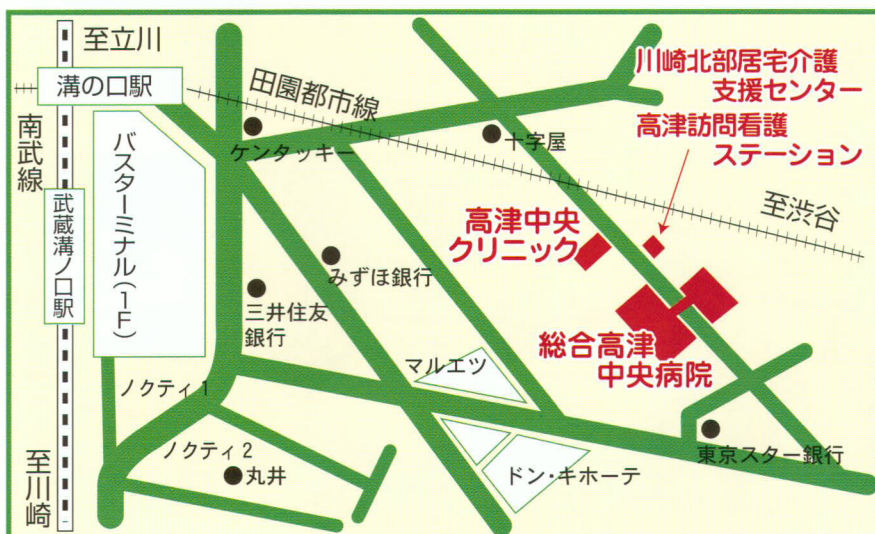 至立川
溝の口駅
南武線
武蔵溝ノ口駅
バスターミナル(1F)
至川崎
田園都市線
ケンタッキー
十字屋
川崎北部居宅介護
支援センター
高津訪問看護
ステーション
至渋谷
高津中央
クリニック
みずほ銀行
三井住友
銀行
総合高津
中央病院
マルエツ
ノクティ1
ノクティ2
丸井
ドン・キホーテ
東京スター銀行